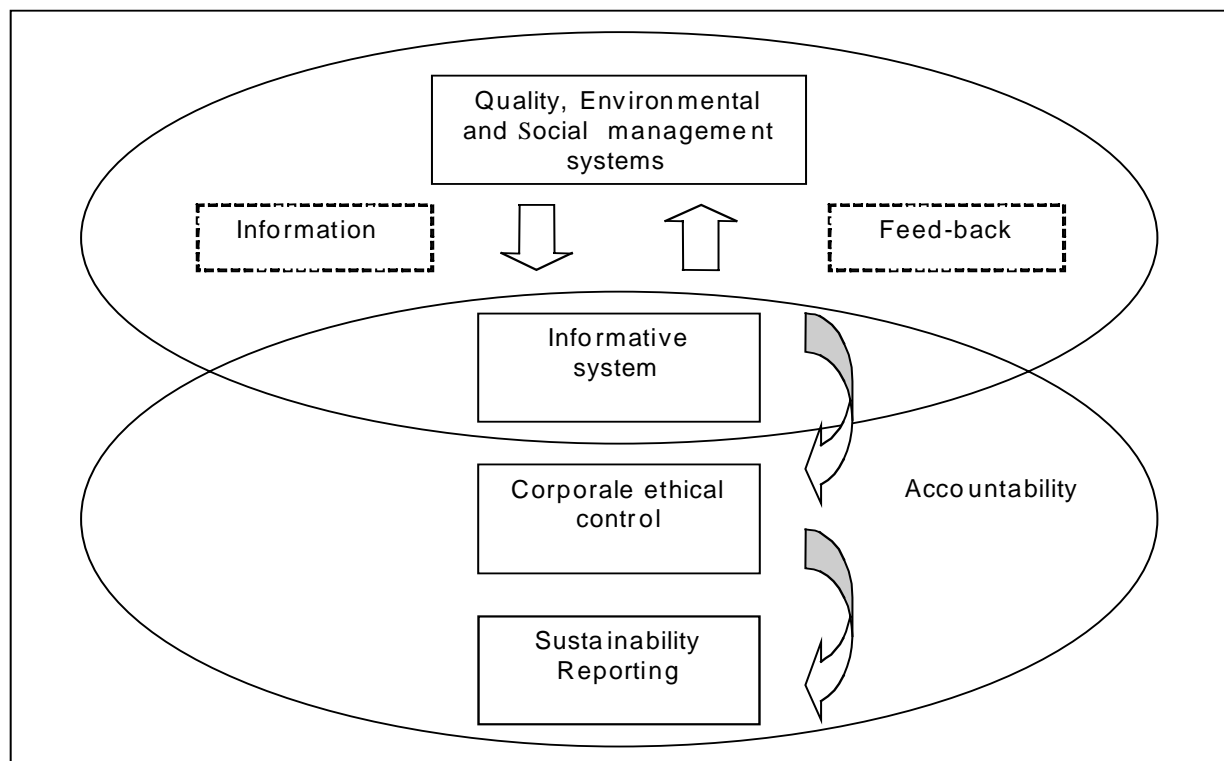 Quality, Environmental
and Social management
systems
Information
Feed-back
Informative
system
Corporale ethical
control
Accountability
Sustainability
Reporting